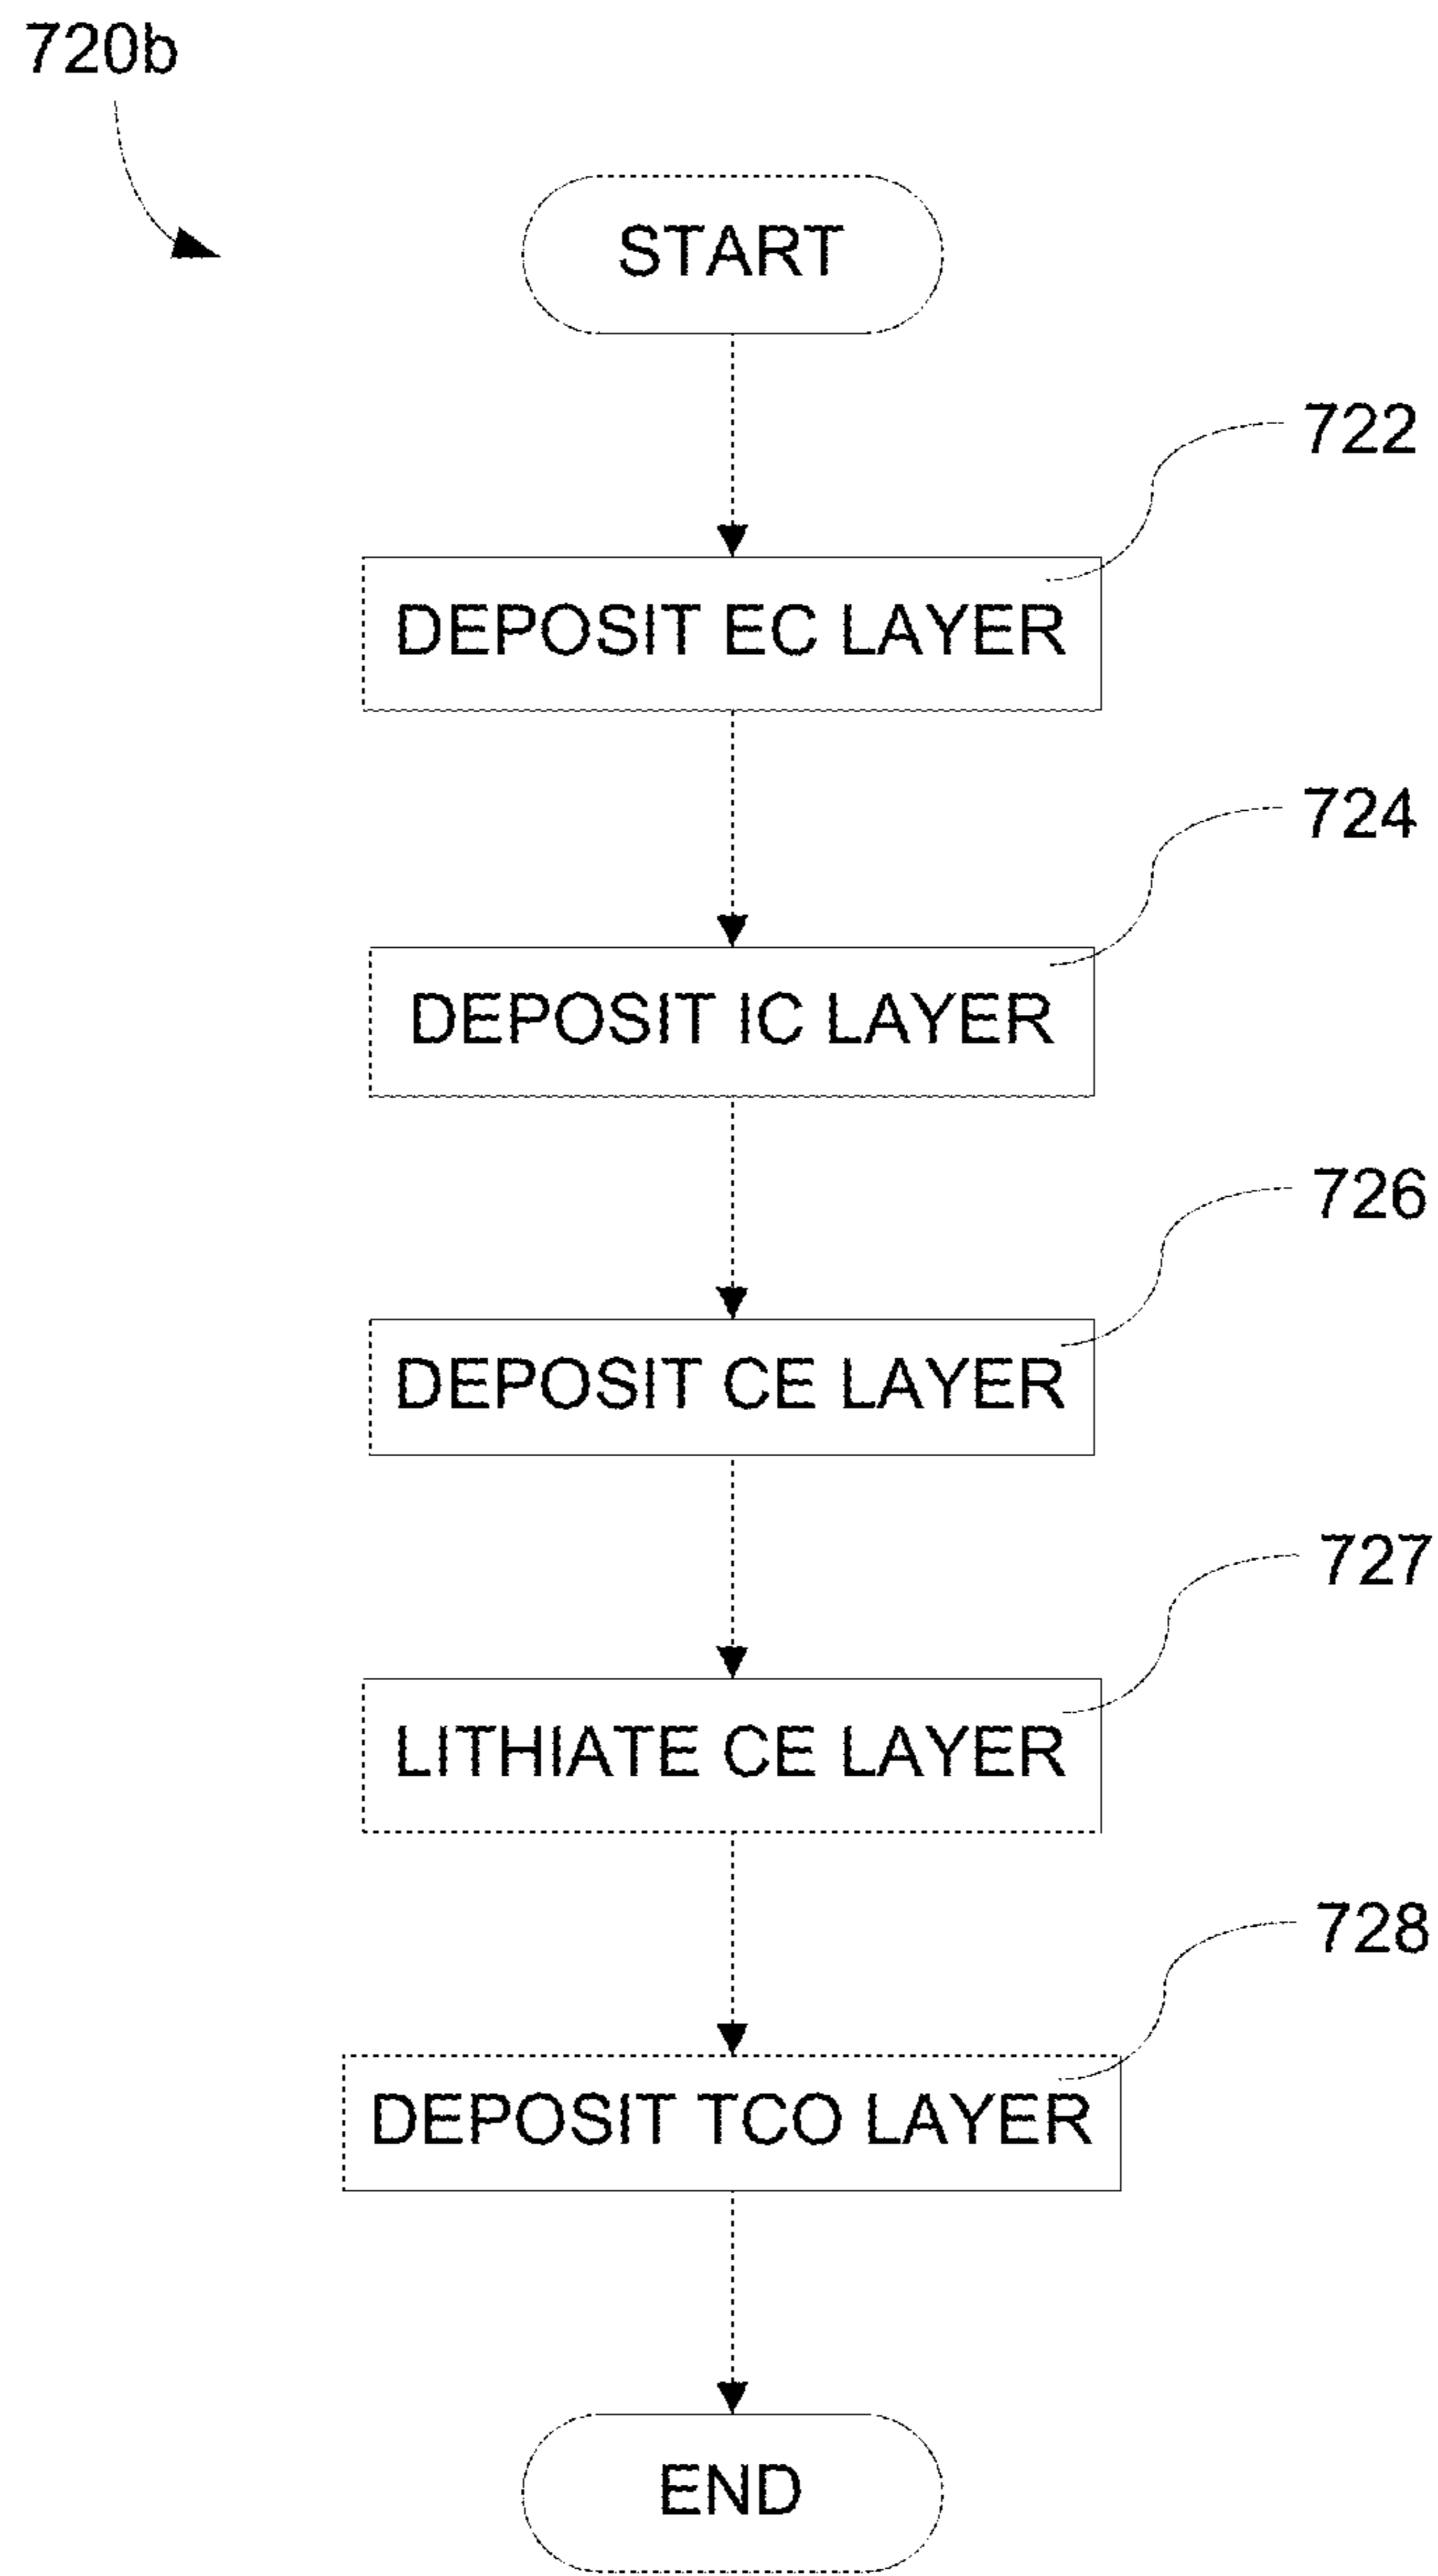 720b
START
722
DEPOSIT EC LAYER
724
DEPOSIT IC LAYER
726
DEPOSIT CE LAYER
727
LITHIATE CE LAYER
728
DEPOSIT TCO LAYER
END